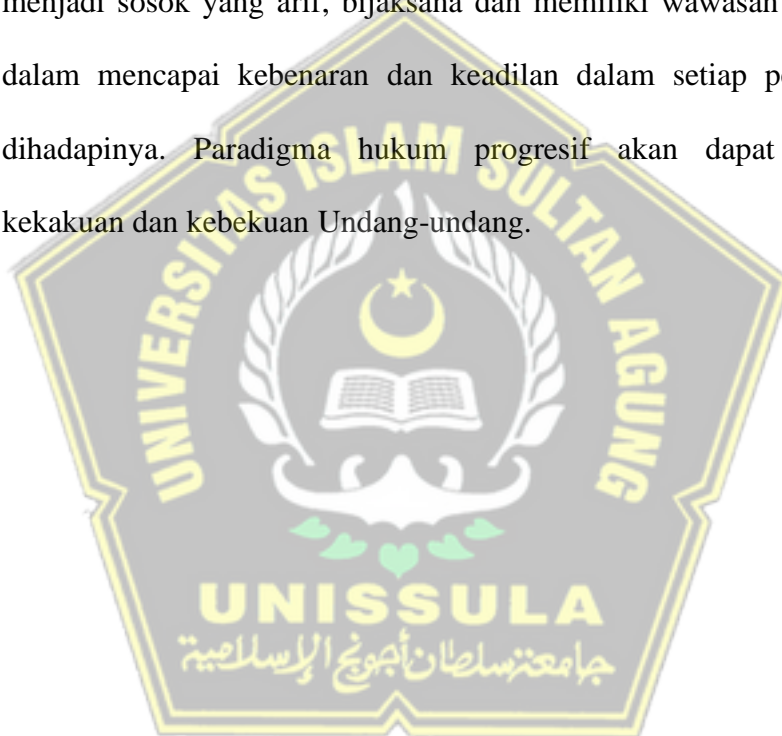 menjadi sosok yang arif, bijaksana dan memiliki wawasan
dalam mencapai kebenaran dan keadilan dalam setiap
dihadapinya. Paradigma hukum progresif akan dapat
kekakuan dan kebekuan Undang-undang.
UNIVERSITAS ISLAM SULTAN AGUNG
UNISSULA
جامعة سلطان أجونج الإسلامية